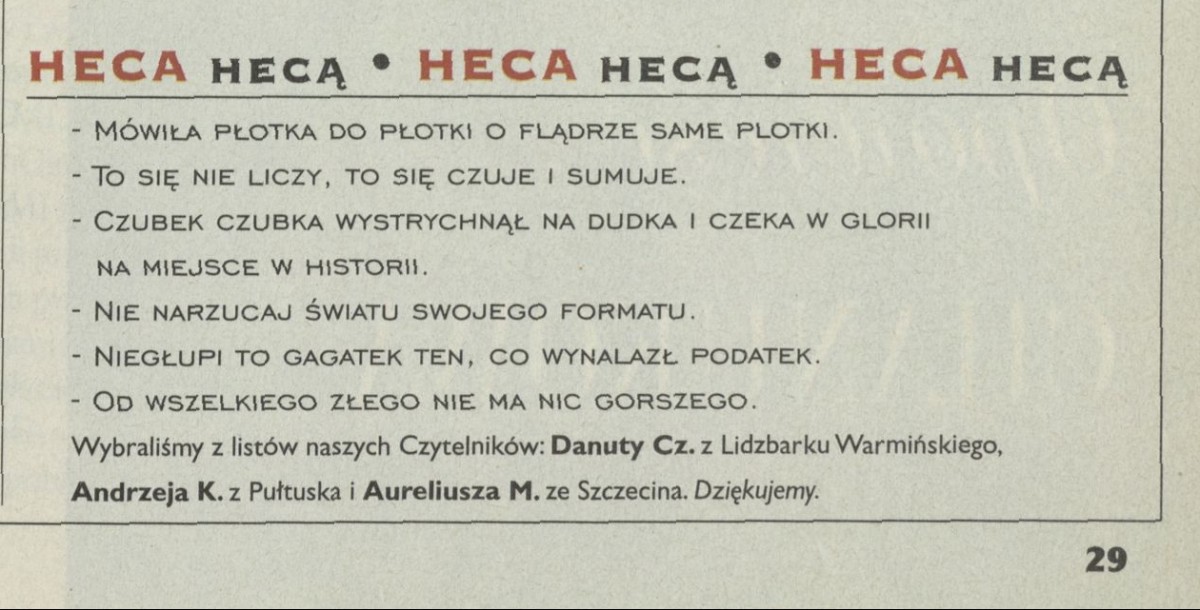 HECA HECĄ • HECA HECĄ • HECA HECĄ
- MÓWIŁA PŁOTKA DO PŁOTKI O FLĄDRZE SAME PLOTKI.
- TO SIĘ NIE LICZY, TO SIĘ CZUJE I SUMUJE.
- CZUBEK CZUBKA WYSTRYCHNĄŁ NA DUDKA I CZEKA W GLORII
NA MIEJSCE W HISTORII.
- NIE NARZUCAJ ŚWIATU SWOJEGO FORMATU.
- NIEGŁUPI TO GAGATEK TEN, CO WYNALAZŁ PODATEK.
- OD WSZELKIEGO ZŁEGO NIE MA NIC GORSZEGO.
Wybraliśmy z listów naszych Czytelników: Danuty Cz. z Lidzbarku Warmińskiego,
Andrzeja K. z Pułtuska i Aureliusza M. ze Szczecina. Dziękujemy.
29